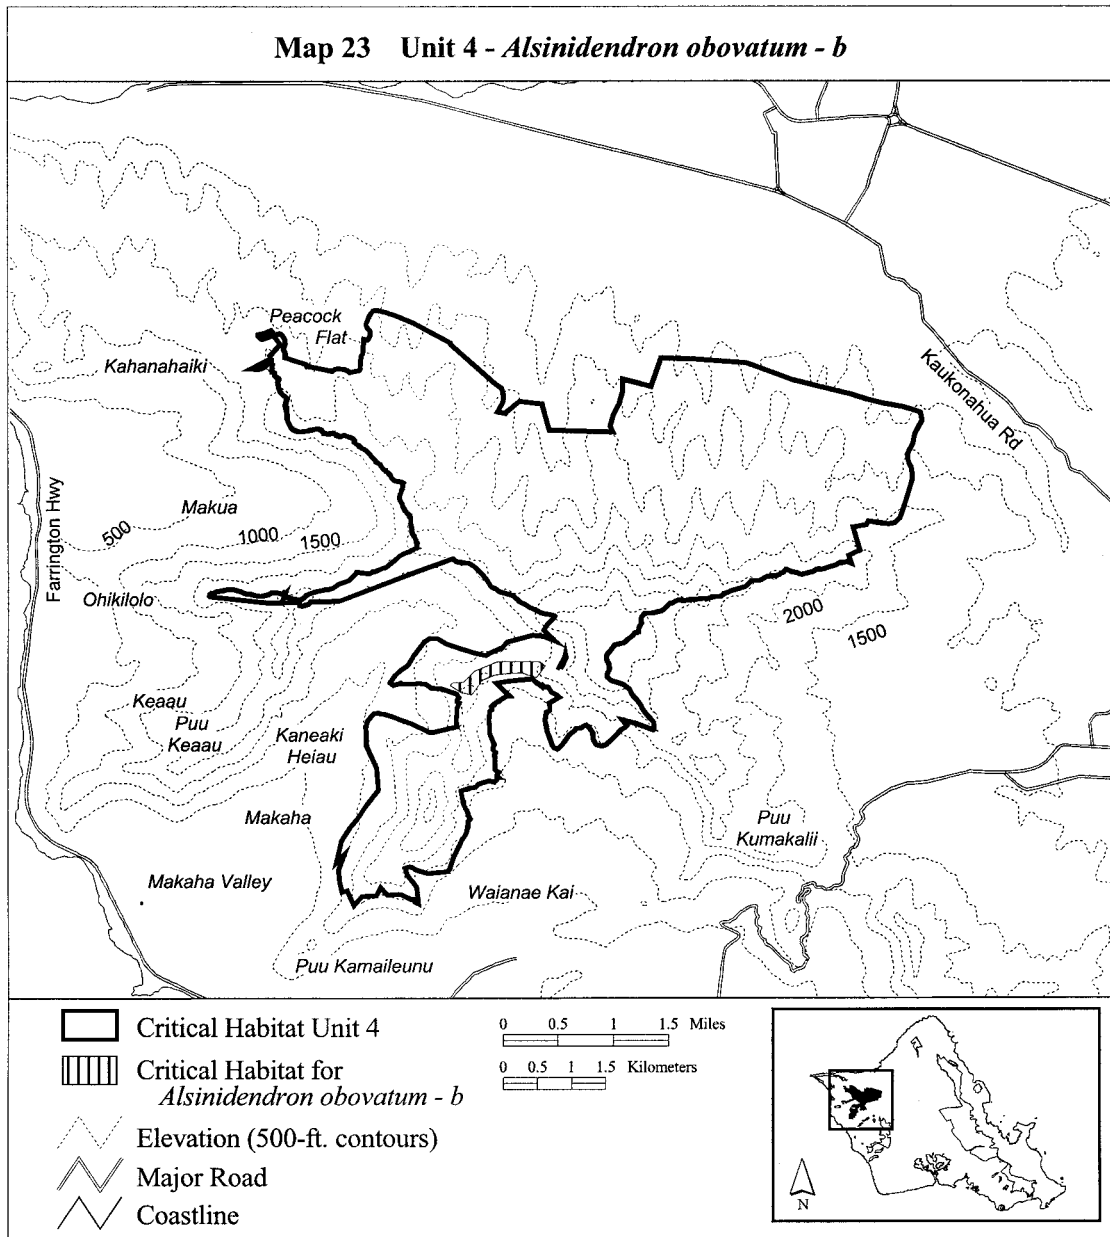 Map 23 Unit 4 - Alsinidendron obovatum - b
Peacock
Flat
Kahanahaiki
Kaukonahua Rd
Farrington Hwy
Makua
500
1000
1500
Ohikilolo
2000
1500
Keaau
Puu
Keaau
Kaneaki
Heiau
Makaha
Puu
Kumakalii
Makaha Valley
Waianae Kai
Puu Kamaileunu
Critical Habitat Unit 4
Critical Habitat for
Alsinidendron obovatum - b
Elevation (500-ft. contours)
Major Road
Coastline
0 0.5 1 1.5 Miles
0 0.5 1 1.5 Kilometers
N